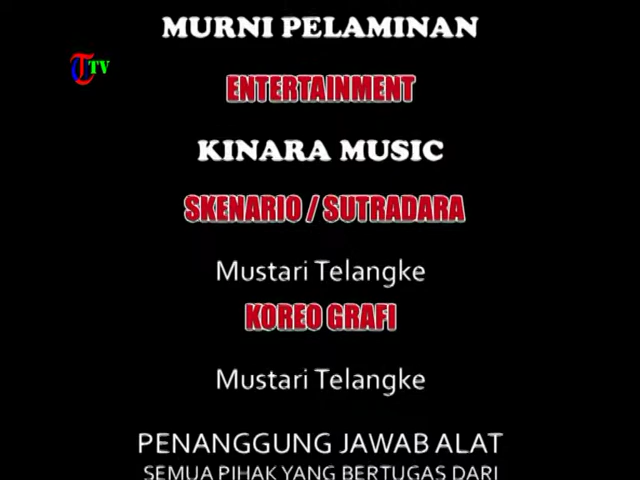 MURNI PELAMINAN
TTV
ENTERTAINMENT
KINARA MUSIC
SKENARIO / SUTRADARA
Mustari Telangke
KOREO GRAFI
Mustari Telangke
PENANGGUNG JAWAB ALAT
SEMUA PIHAK YANG BERTUGAS DARI